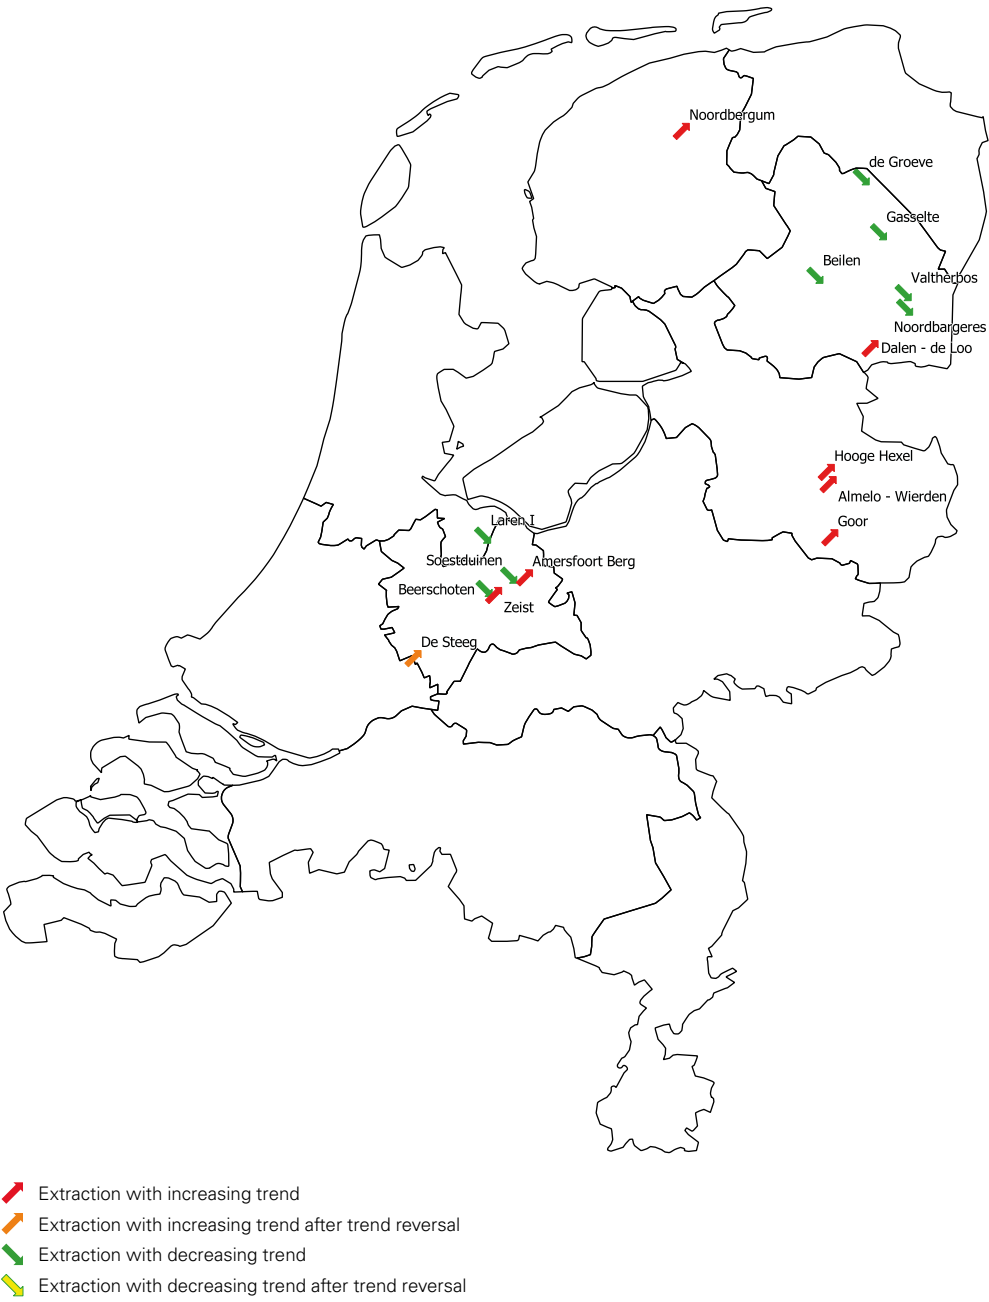 Noordbergum
de Groeve
Gasselte
Beilen
Valtherbos
Noordbargeres
Dalen - de Loo
Hooge Hexel
Almelo - Wierden
Goor
Laren I
Soestduinen
Amersfoort Berg
Beerschoten
Zeist
De Steeg
Extraction with increasing trend
Extraction with increasing trend after trend reversal
Extraction with decreasing trend
Extraction with decreasing trend after trend reversal